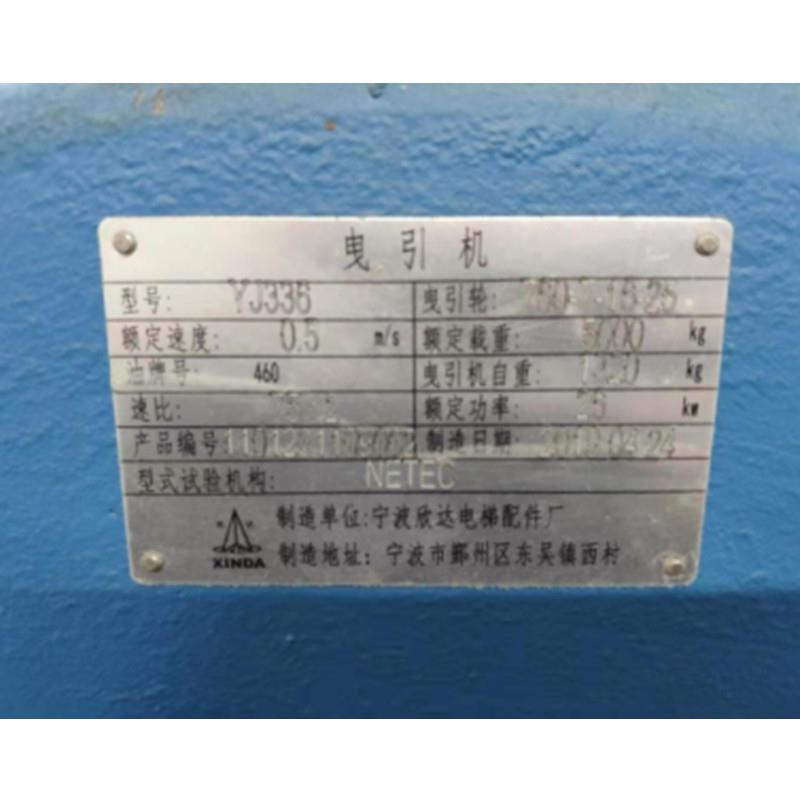 曳引机
型号: YJ336 曳引轮:
额定速度: 0.5 m/s 额定载重: kg
油牌号: 460 曳引机自重: kg
速比: 额定功率: kw
产品编号 制造日期: 04.24
型式试验机构: NETEC
制造单位:宁波欣达电梯配件厂
XINDA 制造地址: 宁波市鄞州区东吴镇西村